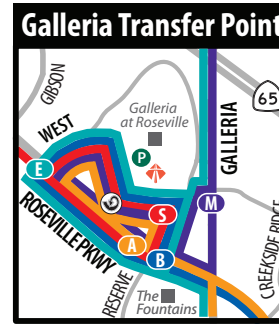 Galleria Transfer Point
GIBSON
WEST
Galleria
at Roseville
GALLERIA
65
P
E
G
S
M
A
B
ROSEVILLE PKWY
RESERVE
The
Fountains
CREEKSIDE RIDGE